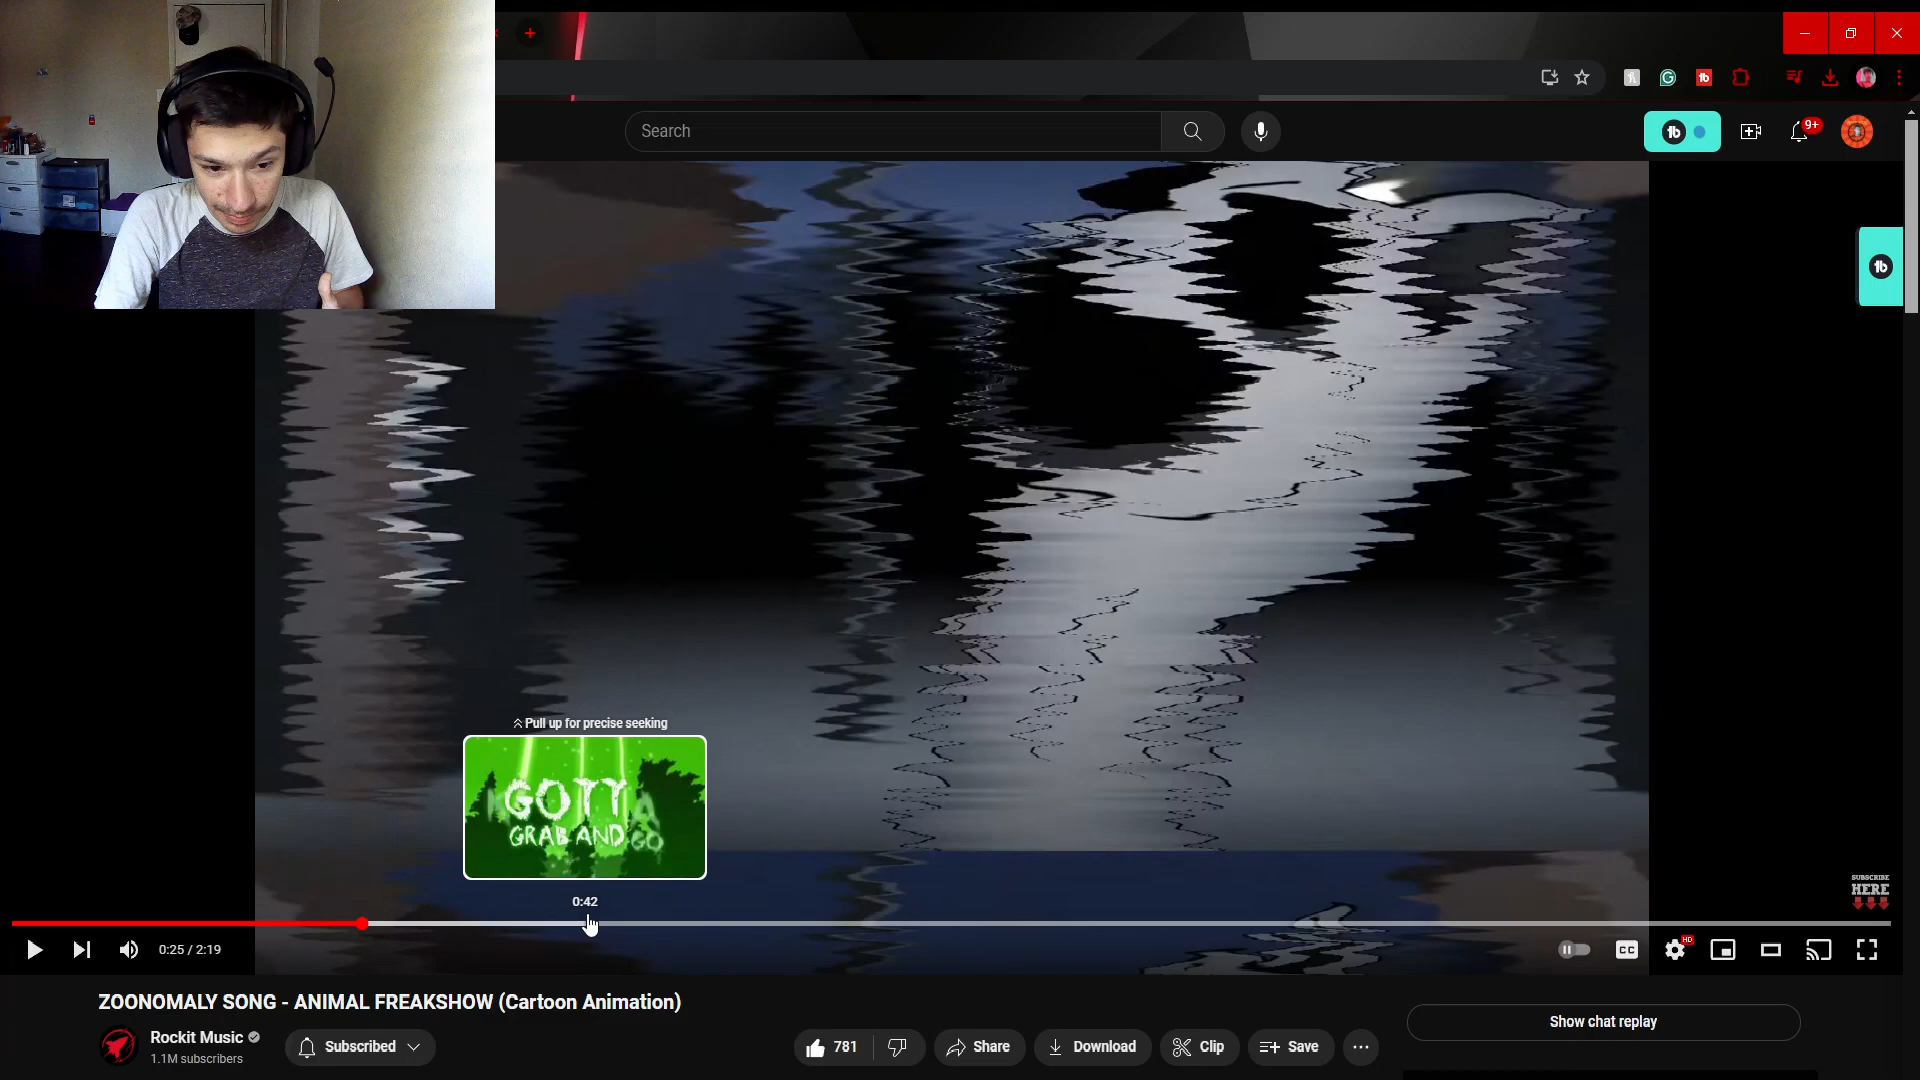 Search
9+
Pull up for precise seeking
GOTTA
GRAB AND GO
0:42
SUBSCRIBE
HERE
0:25 / 2:19
CC
HD
ZOONOMALY SONG - ANIMAL FREAKSHOW (Cartoon Animation)
Rockit Music
1.1M subscribers
Subscribed
781
Share
Download
Clip
Save
Show chat replay